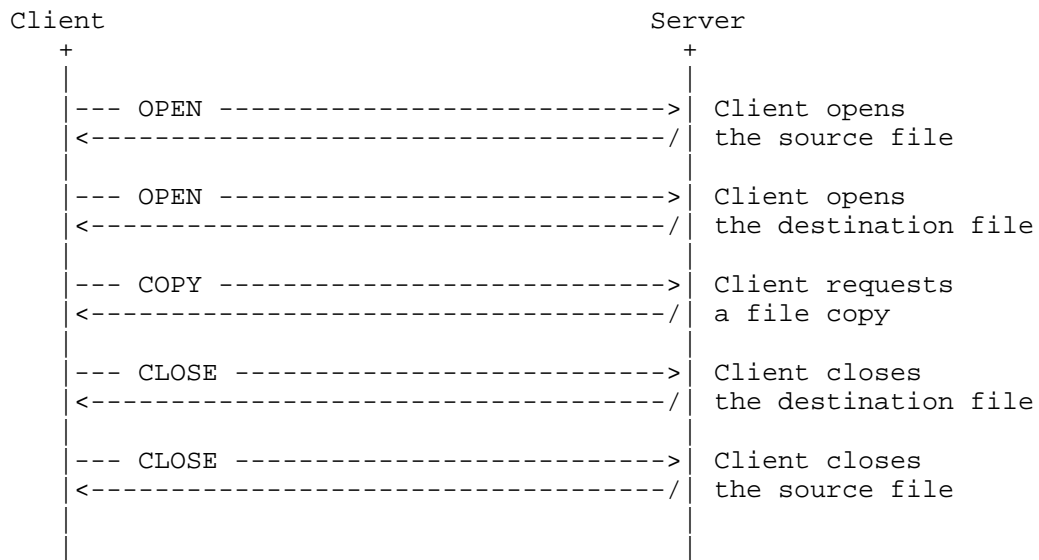 Client                                  Server
   +                                      +
   |                                      |
   |--- OPEN ---------------------------->| Client opens
   |<------------------------------------/| the source file
   |                                      |
   |--- OPEN ---------------------------->| Client opens
   |<------------------------------------/| the destination file
   |                                      |
   |--- COPY ---------------------------->| Client requests
   |<------------------------------------/| a file copy
   |                                      |
   |--- CLOSE --------------------------->| Client closes
   |<------------------------------------/| the destination file
   |                                      |
   |--- CLOSE --------------------------->| Client closes
   |<------------------------------------/| the source file
   |                                      |
   |                                      |